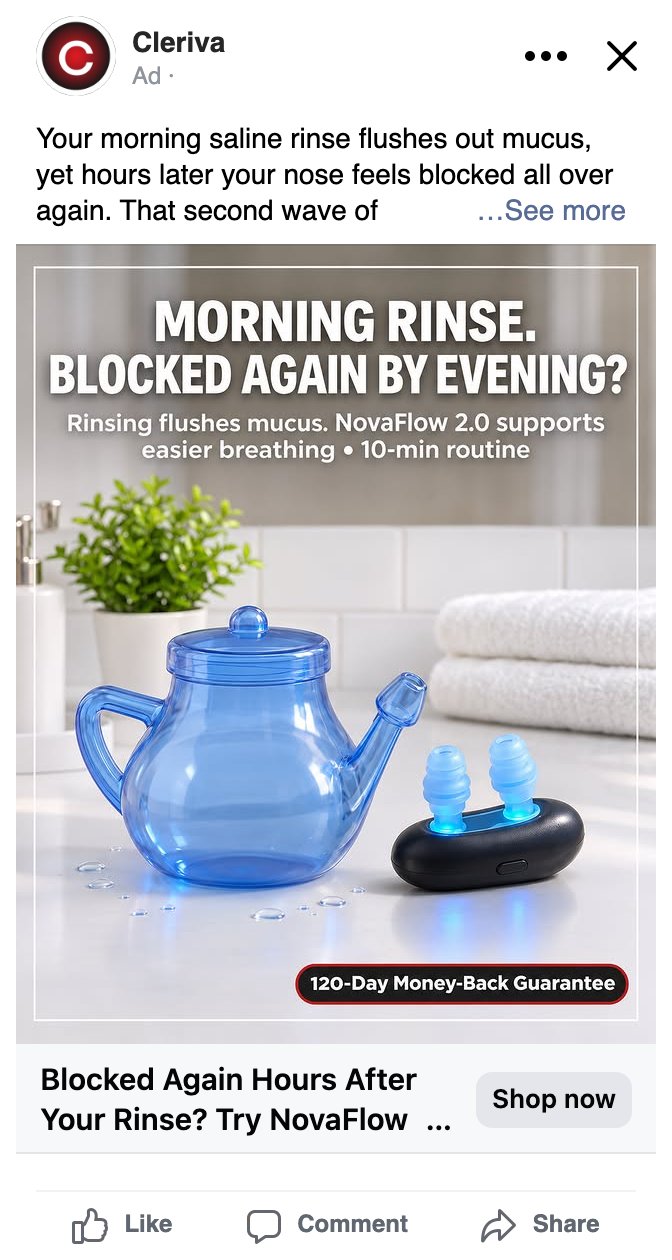 C
Cleriva
Ad ·
Your morning saline rinse flushes out mucus,
yet hours later your nose feels blocked all over
again. That second wave of ...See more
MORNING RINSE.
BLOCKED AGAIN BY EVENING?
Rinsing flushes mucus. NovaFlow 2.0 supports
easier breathing • 10-min routine
120-Day Money-Back Guarantee
Blocked Again Hours After
Your Rinse? Try NovaFlow ...
Shop now
Like
Comment
Share